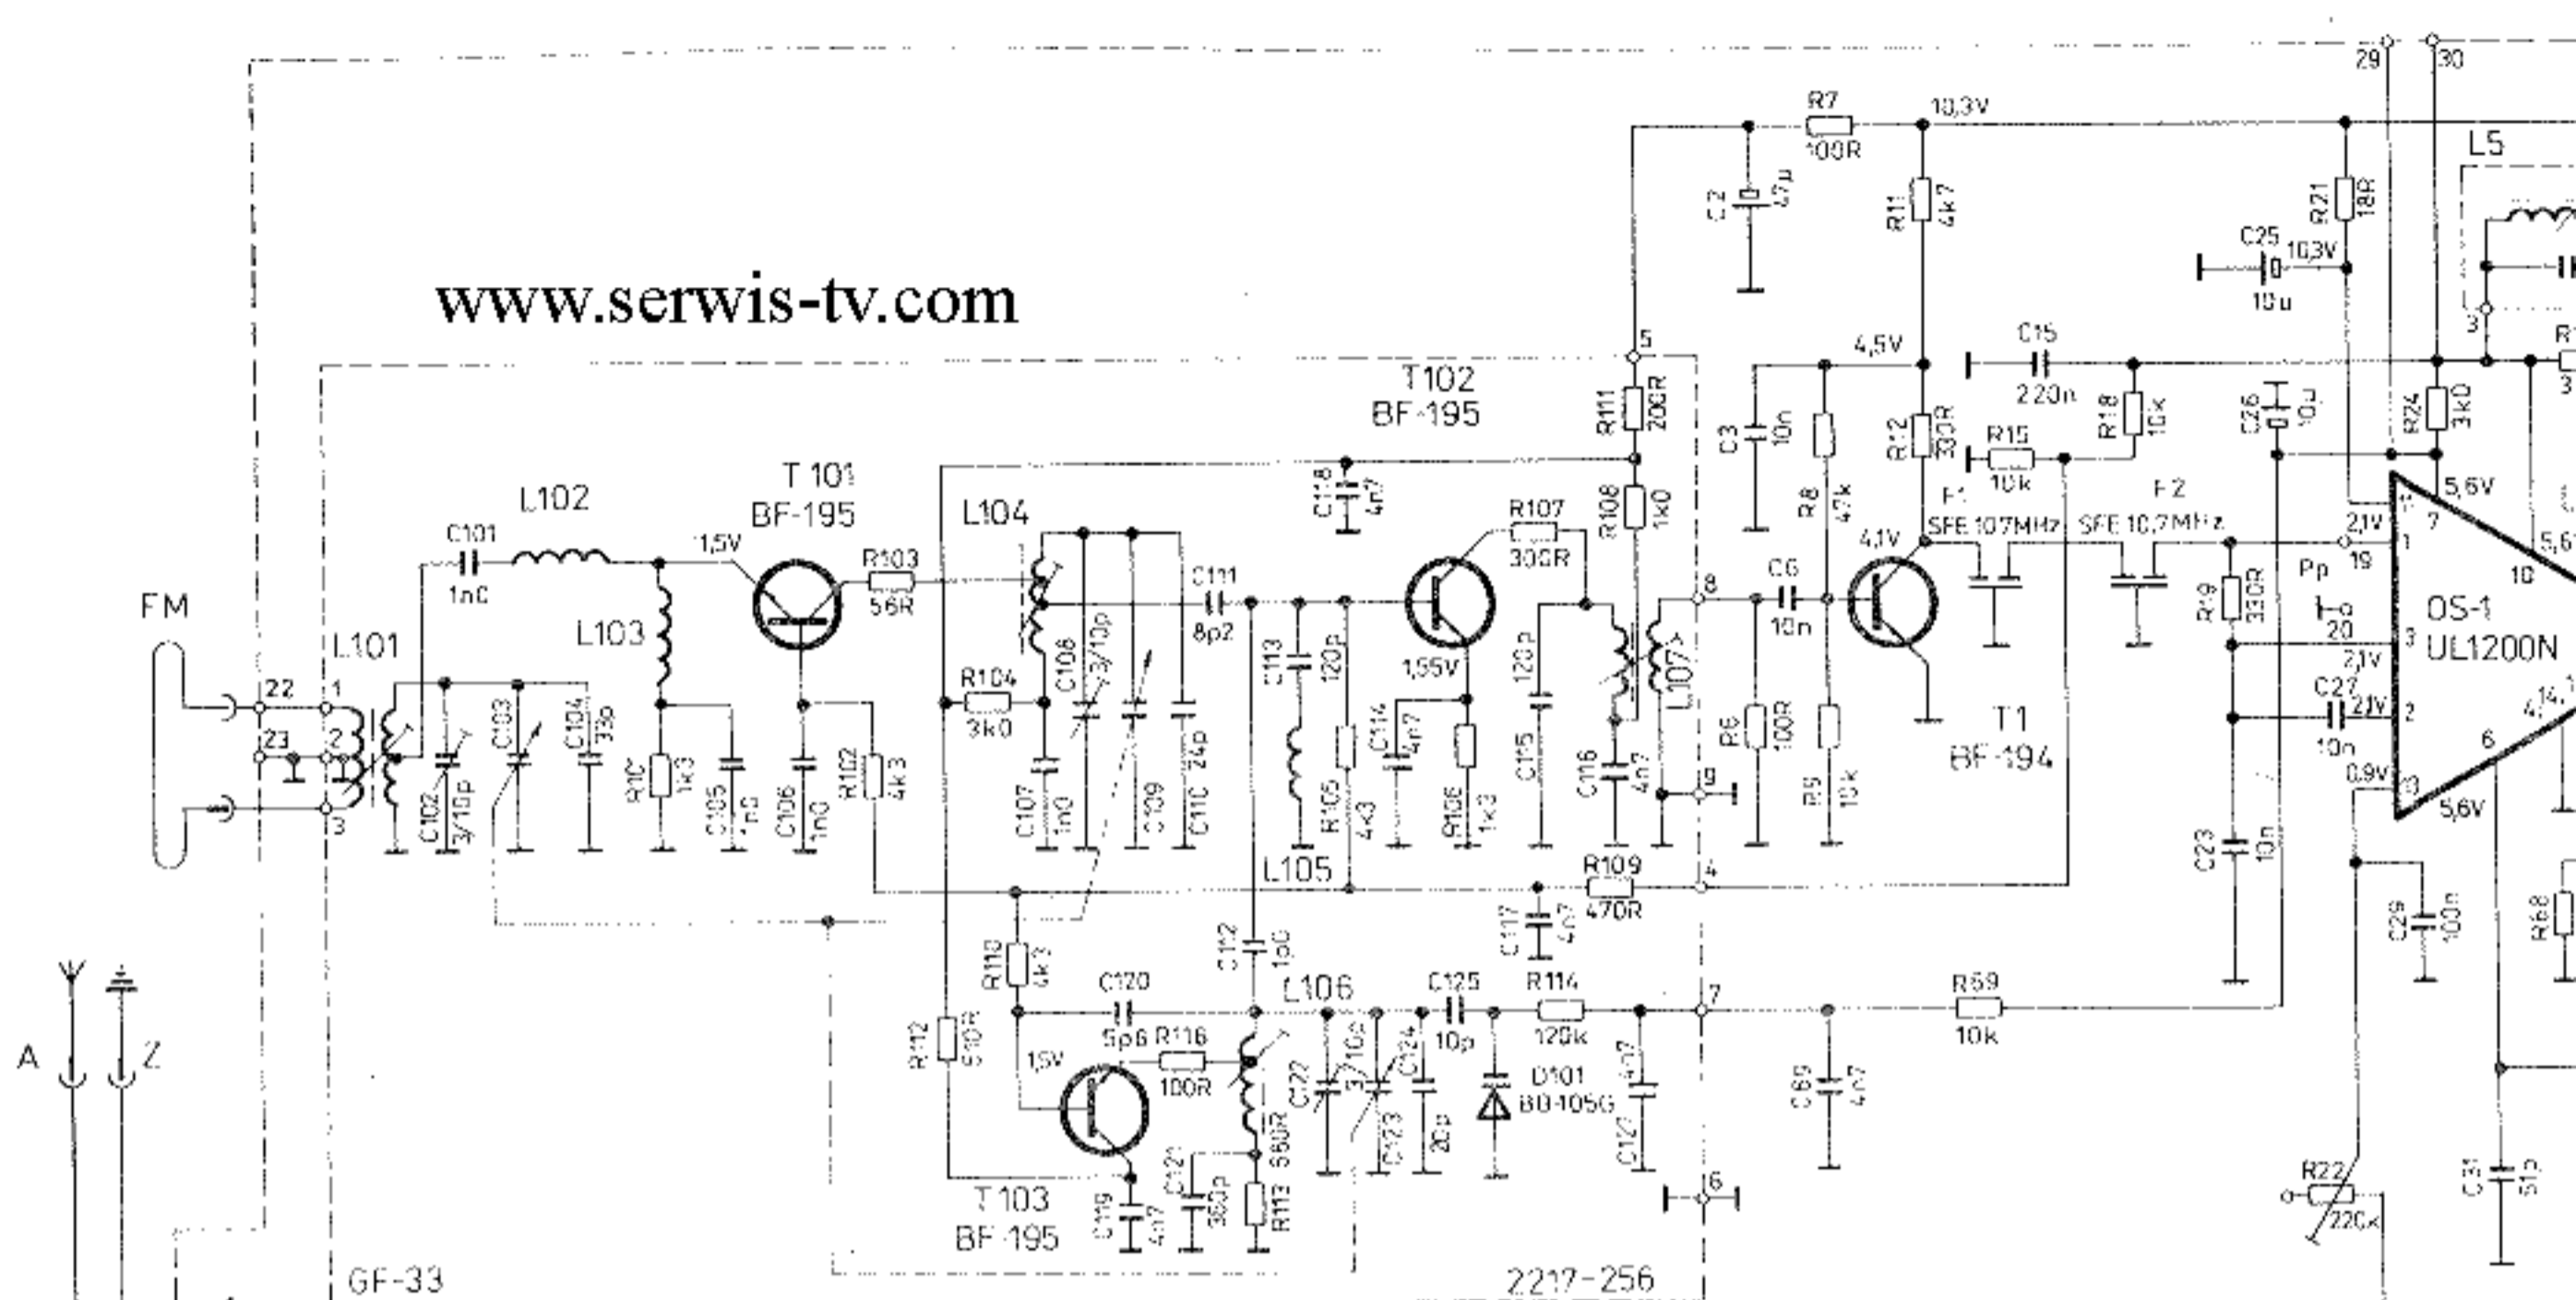 29
30
R7
100R
10,3V
L5
C2
47µ
R11
4k7
R21
18R
C25
10,3V
10u
www.serwis-tv.com
3
5
4,5V
C15
220n
T102
BF-195
R111
200R
C3
10n
R12
330R
R18
10k
C26
10µ
R24
3k0
R15
10k
T 101
BF-195
L102
L104
C118
4n7
R107
300R
R108
1k0
R8
47k
F1
SFE 10,7MHz
F2
SFE 10,7MHz
5,6V
7
2,1V
1
19
C101
1n0
1,5V
R103
56R
C111
8p2
8
C6
10n
4,1V
10
Pp
20
FM
L101
L103
R19
330R
OS-1
UL1200N
3
2,1V
22
1
23
2
3
C102
3/10p
C103
C104
33p
R101
1k3
C105
1n0
C106
1n0
R102
4k3
R104
3k0
C107
1n0
C108
3/10p
C109
C110
24p
C113
120p
L105
R105
4k3
C114
4n7
1,55V
R106
1k3
C115
120p
C116
4n7
L107
9
R6
100R
R9
10k
T1
BF-194
C27
2,1V
10n
2
6
0,9V
5,6V
C23
10n
R109
470R
4
C117
4n7
C29
100n
R68
R110
C112
1p0
C120
5p6
R116
100R
L106
C125
10p
R114
120k
7
R69
10k
A
Z
R112
510R
1,5V
C122
3/10p
C123
C124
20p
D101
BB-105G
C127
4n7
C69
4n7
T103
BF-195
C119
4n7
C121
360p
R113
560R
6
R22
220k
C31
51p
GF-33
2217-256